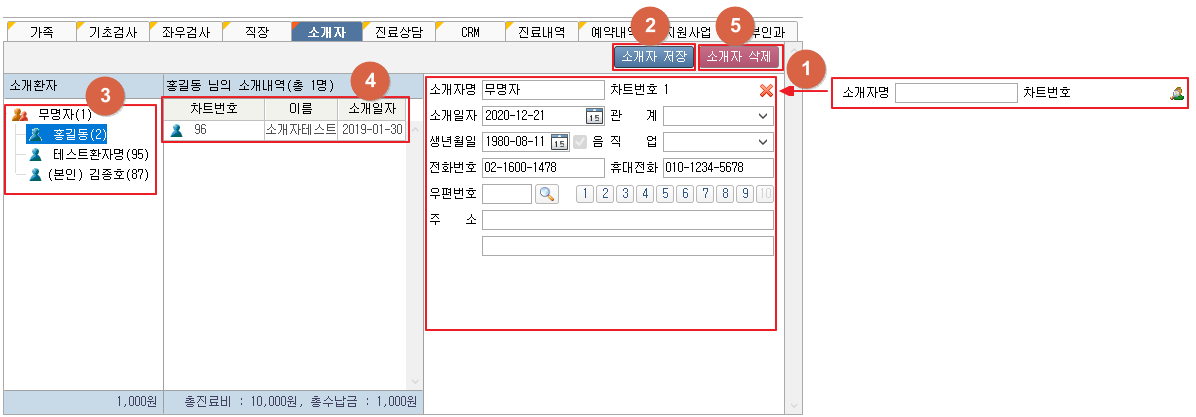 가족 기초검사 좌우검사 직장 소개자 진료상담 CRM 진료내역 예약내역 지원사업 부인과
2 5
소개자 저장 소개자 삭제
소개환자 홍길동 님의 소개내역(총 1명)
1
소개자명 차트번호
3
무명자(1)
홍길동(2)
테스트환자명(95)
(본인) 김종호(87)
4
차트번호 이름 소개일자
96 소개자테스트 2019-01-30
소개자명 무명자 차트번호 1
소개일자 2020-12-21 15 관 계
생년월일 1980-08-11 15 음 직 업
전화번호 02-1600-1478 휴대전화 010-1234-5678
우편번호 1 2 3 4 5 6 7 8 9 10
주 소
1,000원 총진료비 : 10,000원, 총수납금 : 1,000원